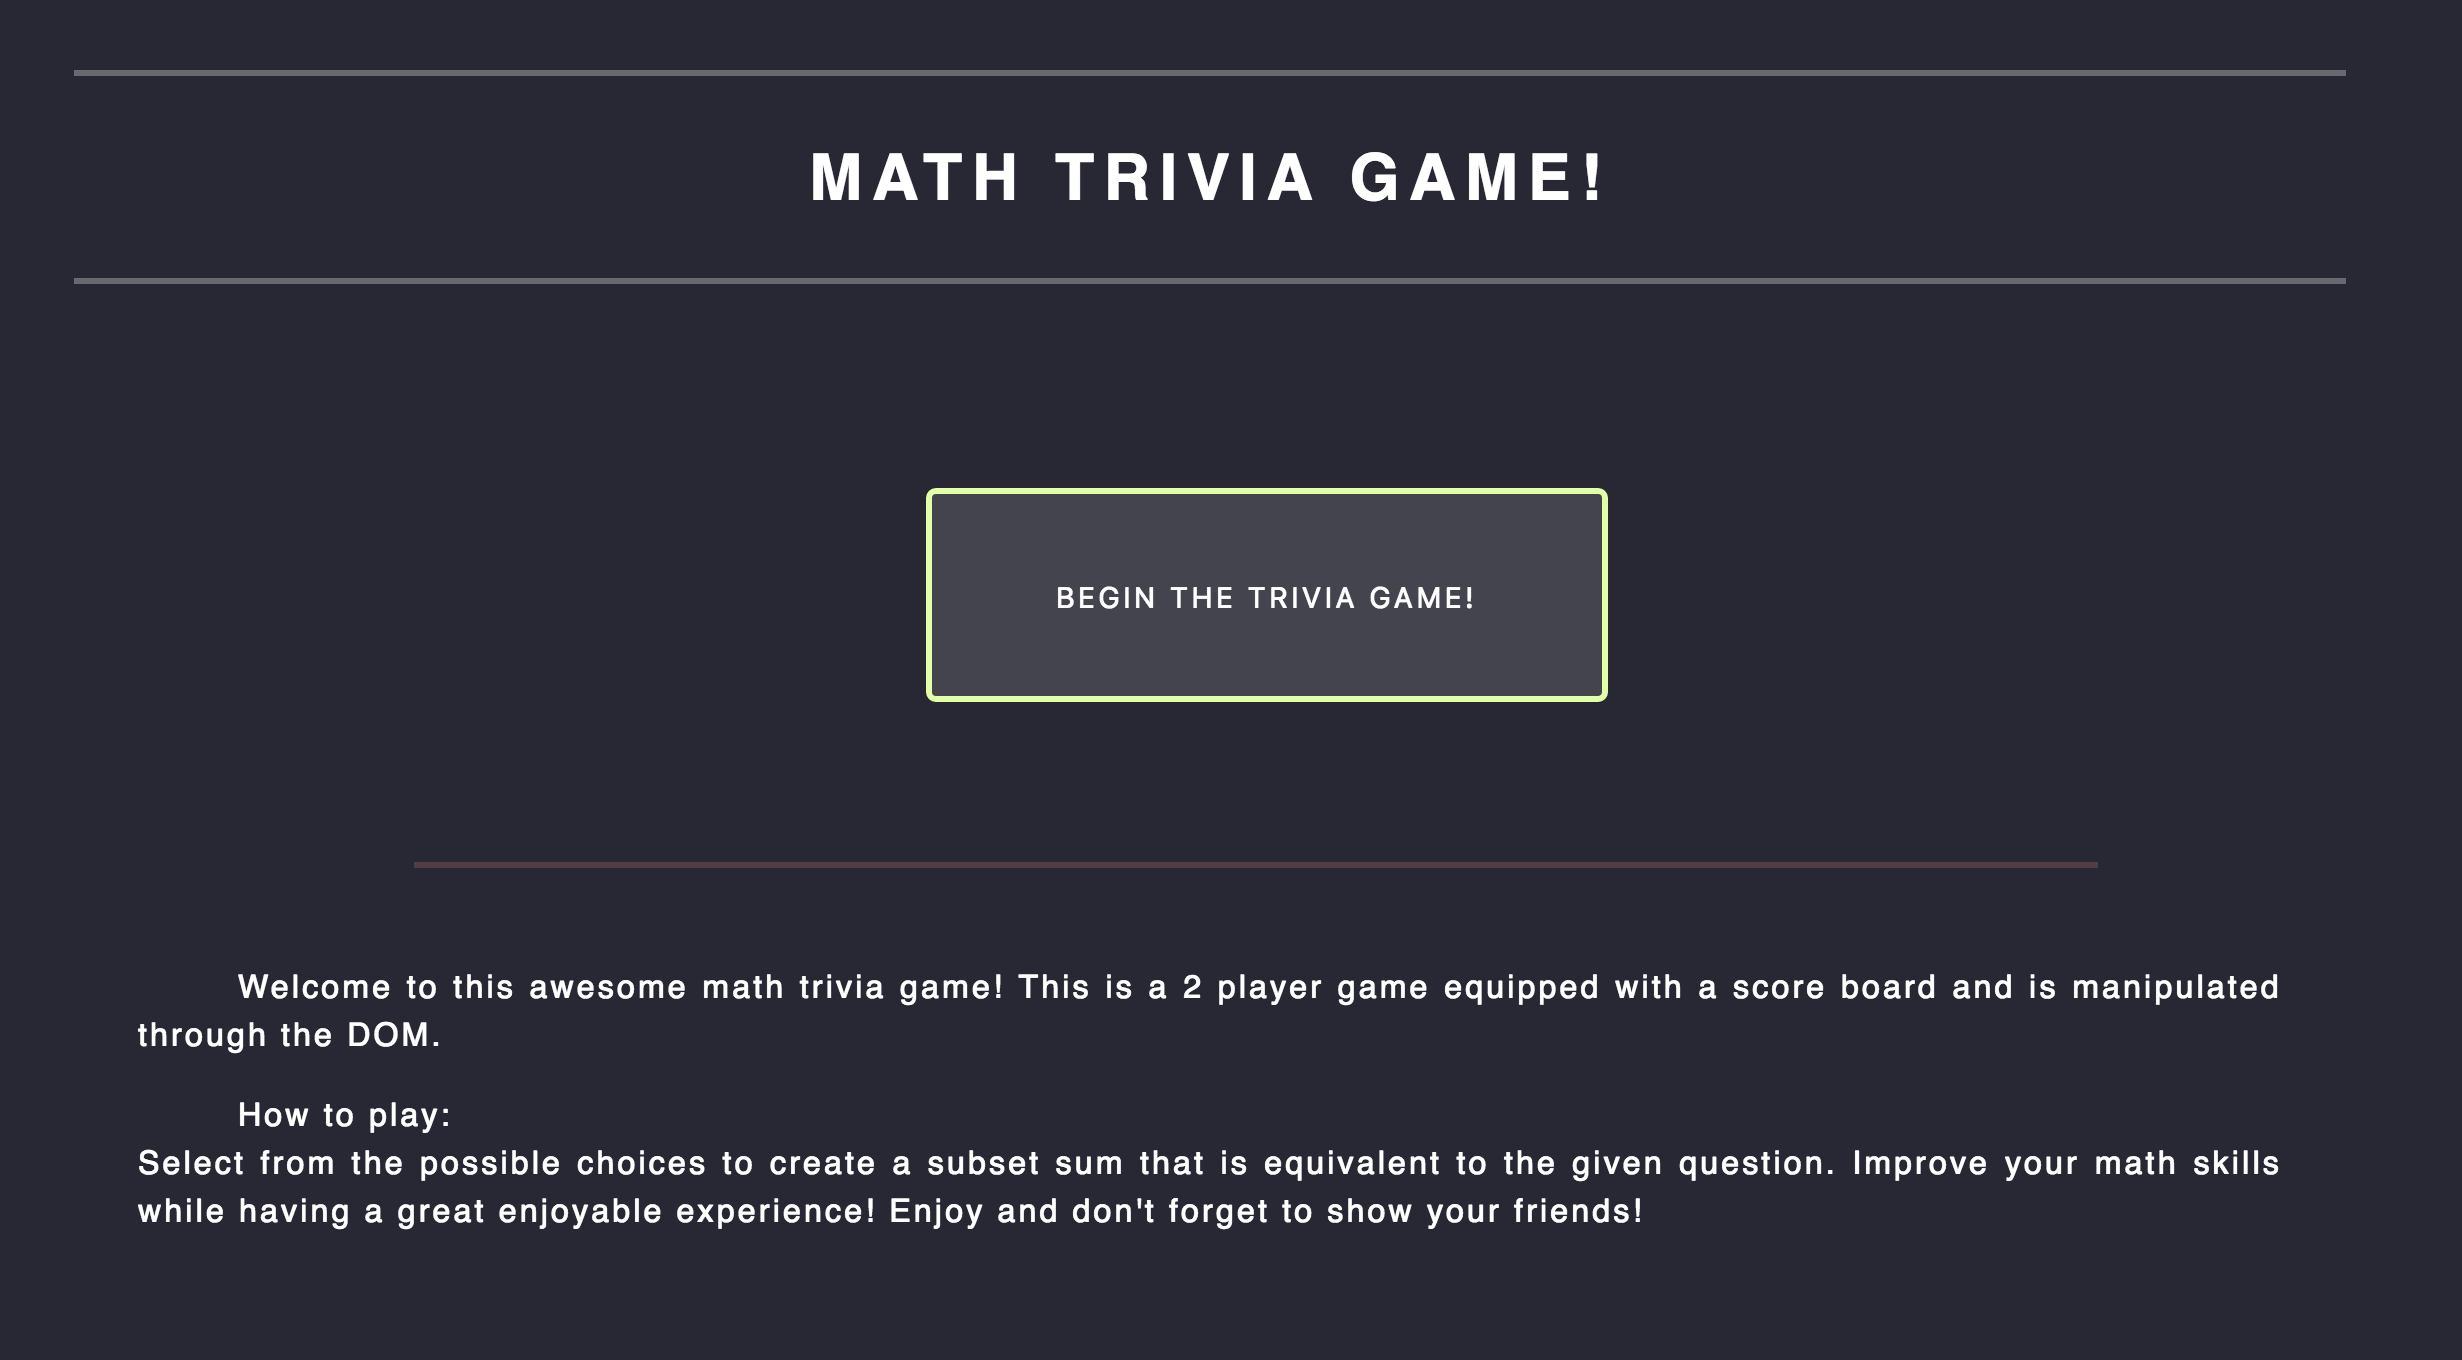 MATH TRIVIA GAME!
BEGIN THE TRIVIA GAME!
Welcome to this awesome math trivia game! This is a 2 player game equipped with a score board and is manipulated
through the DOM.
How to play:
Select from the possible choices to create a subset sum that is equivalent to the given question. Improve your math skills
while having a great enjoyable experience! Enjoy and don't forget to show your friends!